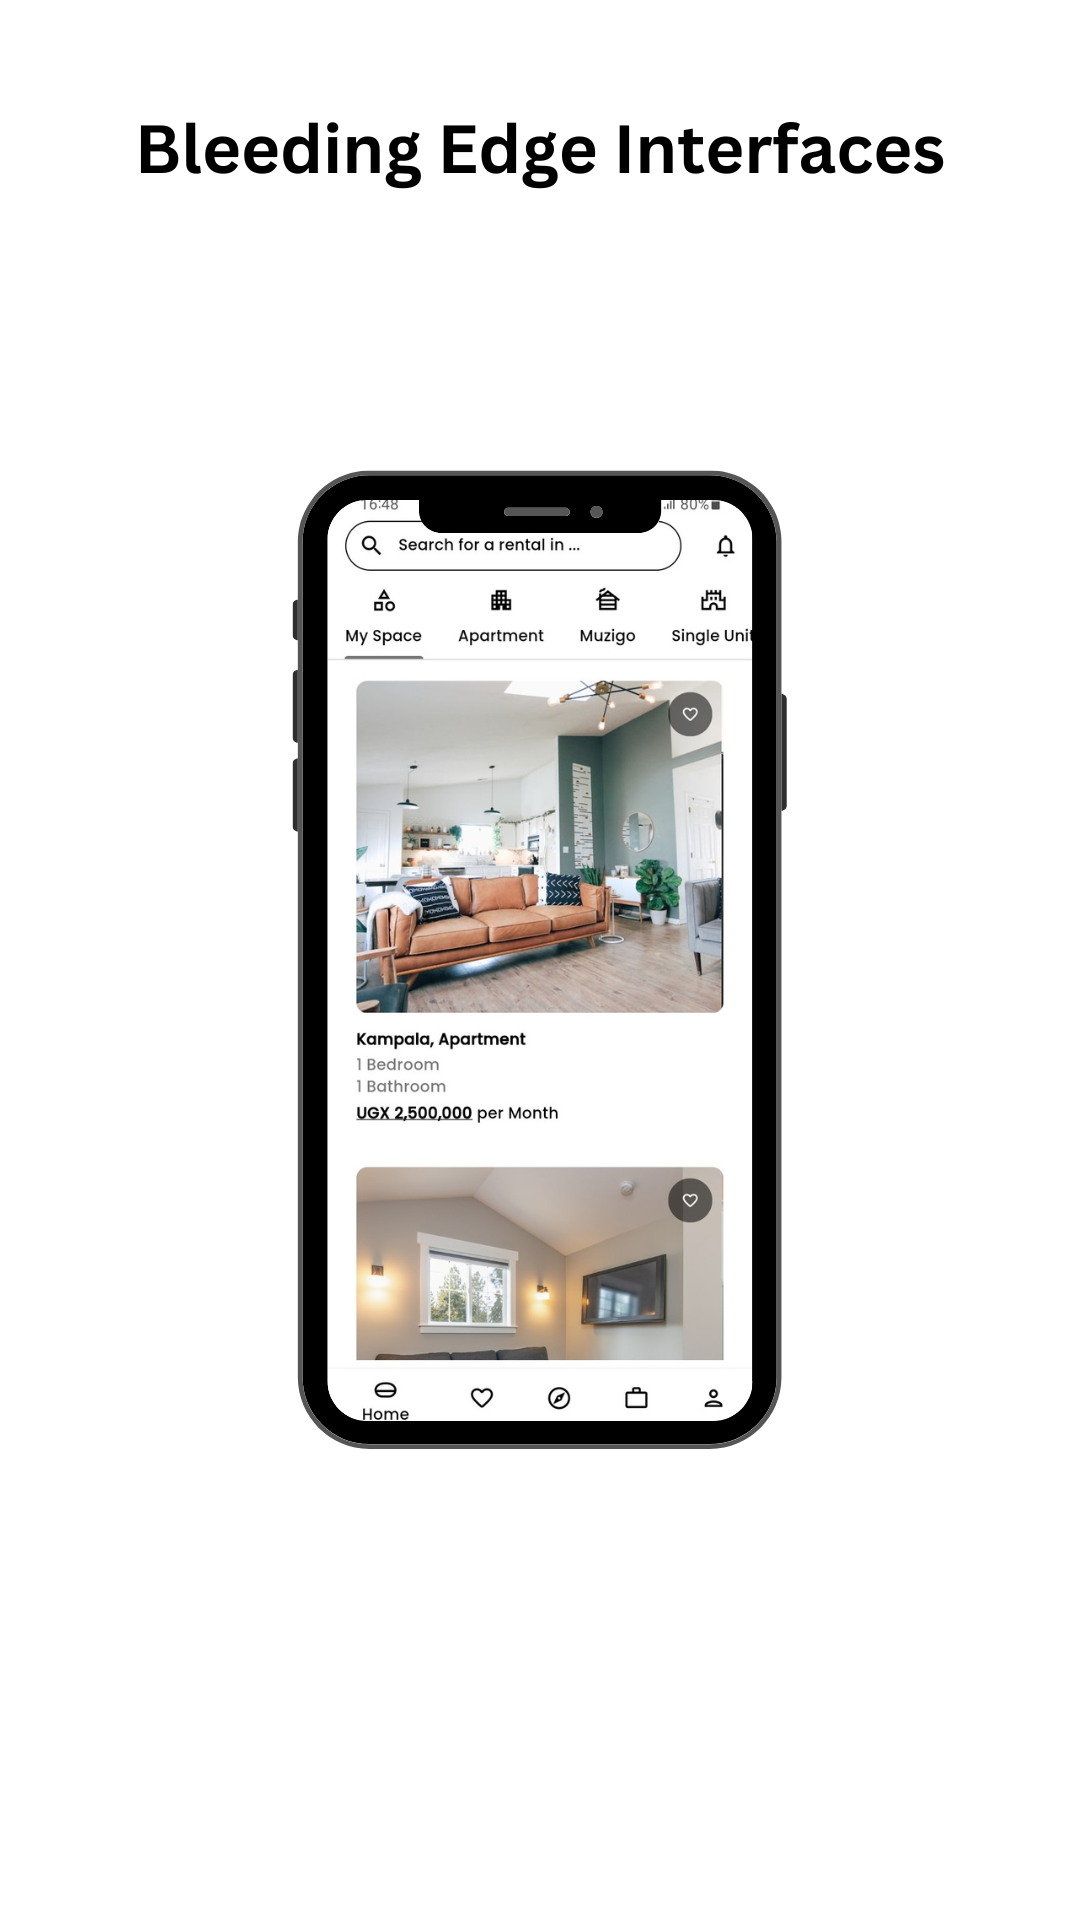 Bleeding Edge Interfaces
16:48 80%
Search for a rental in ...
My Space Apartment Muzigo Single Unit
Kampala, Apartment
1 Bedroom
1 Bathroom
UGX 2,500,000 per Month
Home